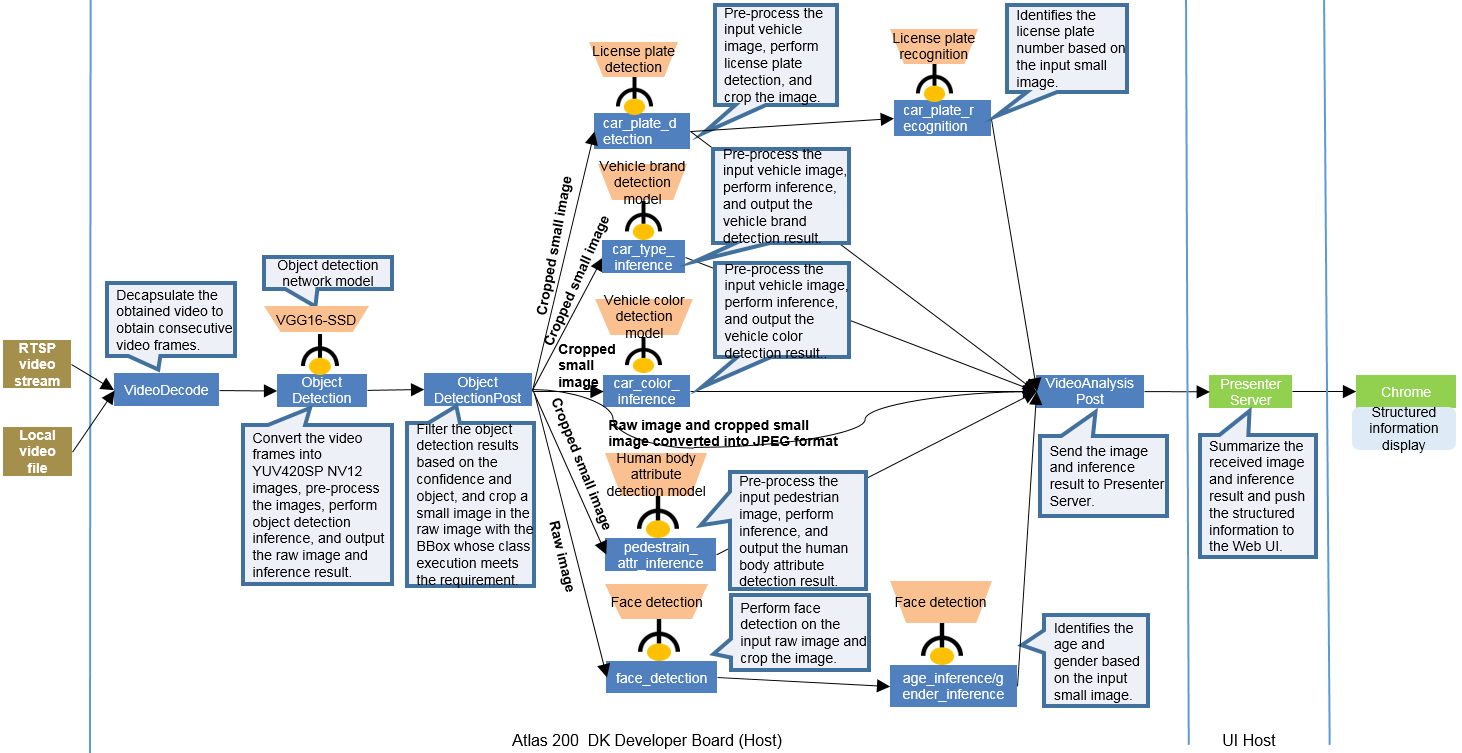 RTSP
video
stream
Local
video
file
Decapsulate the
obtained video to
obtain consecutive
video frames.
VideoDecode
Object detection
network model
VGG16-SSD
Object
Detection
Convert the video
frames into
YUV420SP NV12
images, pre-process
the images, perform
object detection
inference, and output
the raw image and
inference result.
Object
DetectionPost
Filter the object
detection results
based on the
confidence and
object, and crop a
small image in the
raw image with the
BBox whose class
execution meets
the requirement.
Cropped small image
Cropped small image
Cropped
small
image
Cropped small image
Raw image
License plate
detection
car_plate_d
etection
Pre-process the
input vehicle
image, perform
license plate
detection, and
crop the image.
License plate
recognition
car_plate_r
ecognition
Identifies the
license plate
number based on
the input small
image.
Vehicle brand
detection
model
car_type_
inference
Pre-process the
input vehicle image,
perform inference,
and output the
vehicle brand
detection result.
Vehicle color
detection
model
car_color_
inference
Pre-process the
input vehicle image,
perform inference,
and output the
vehicle color
detection result..
Raw image and cropped small
image converted into JPEG format
Human body
attribute
detection model
pedestrain_
attr_inference
Pre-process the
input pedestrian
image, perform
inference, and
output the human
body attribute
detection result.
Face detection
face_detection
Perform face
detection on the
input raw image and
crop the image.
Face detection
age_inference/g
ender_inference
Identifies the
age and
gender based
on the input
small image.
VideoAnalysis
Post
Send the image
and inference
result to Presenter
Server.
Presenter
Server
Summarize the
received image
and inference
result and push
the structured
information to
the Web UI.
Chrome
Structured
information
display
Atlas 200 DK Developer Board (Host)
UI Host